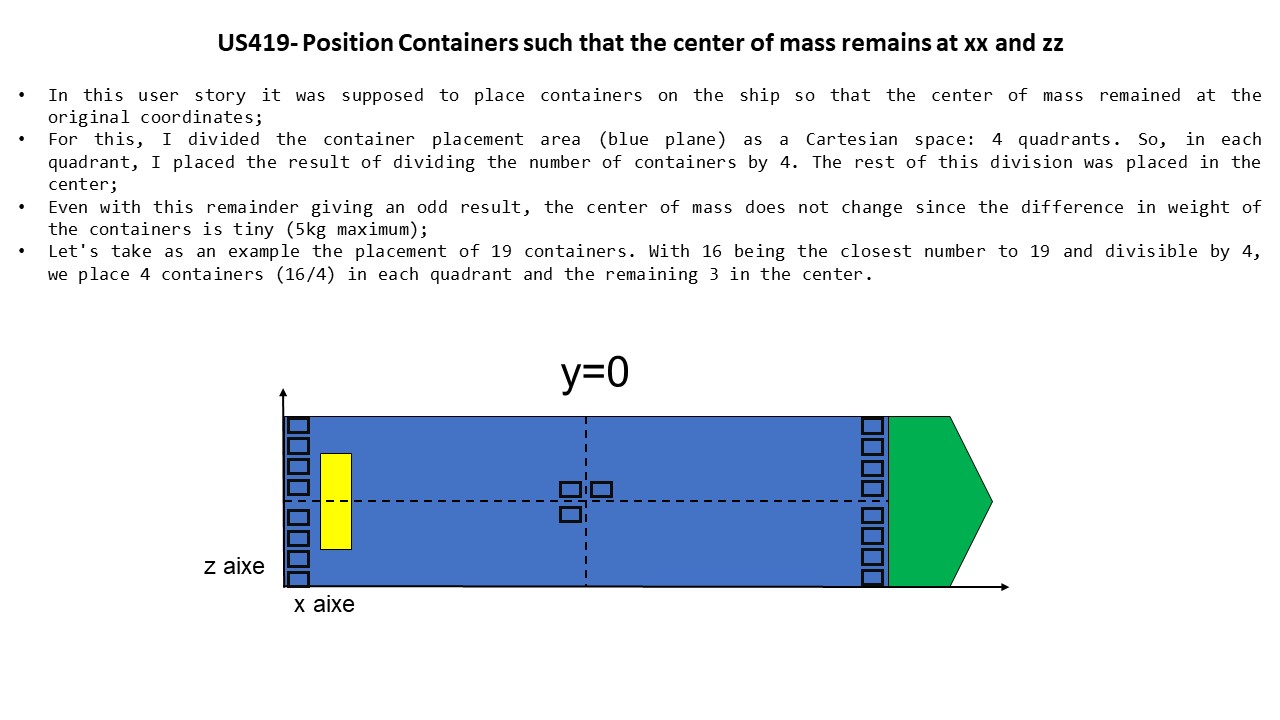 US419- Position Containers such that the center of mass remains at xx and zz
• In this user story it was supposed to place containers on the ship so that the center of mass remained at the
original coordinates;
• For this, I divided the container placement area (blue plane) as a Cartesian space: 4 quadrants. So, in each
quadrant, I placed the result of dividing the number of containers by 4. The rest of this division was placed in the
center;
• Even with this remainder giving an odd result, the center of mass does not change since the difference in weight of
the containers is tiny (5kg maximum);
• Let's take as an example the placement of 19 containers. With 16 being the closest number to 19 and divisible by 4,
we place 4 containers (16/4) in each quadrant and the remaining 3 in the center.
y=0
z aixe
x aixe